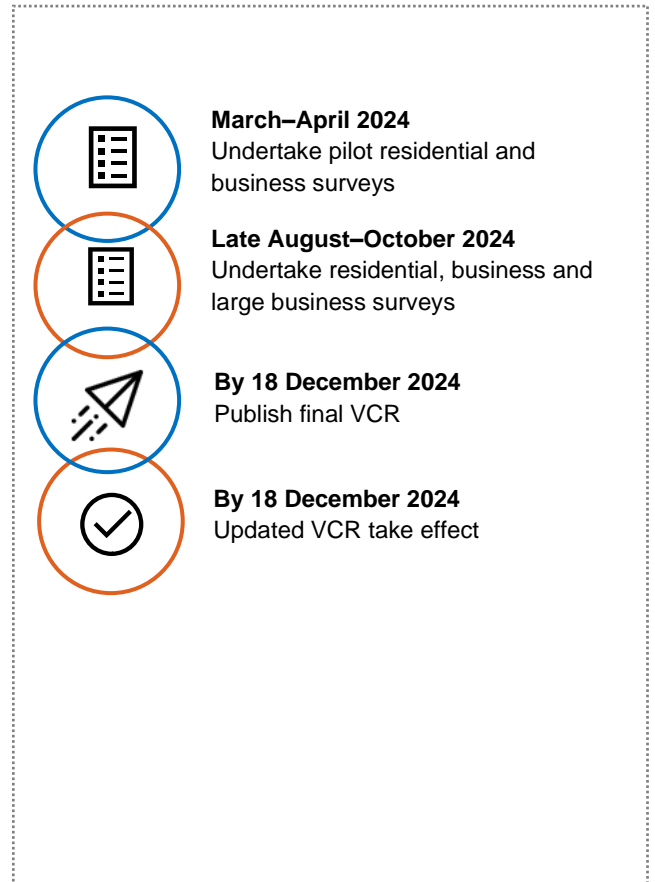 March–April 2024
Undertake pilot residential and
business surveys
Late August–October 2024
Undertake residential, business and
large business surveys
By 18 December 2024
Publish final VCR
By 18 December 2024
Updated VCR take effect